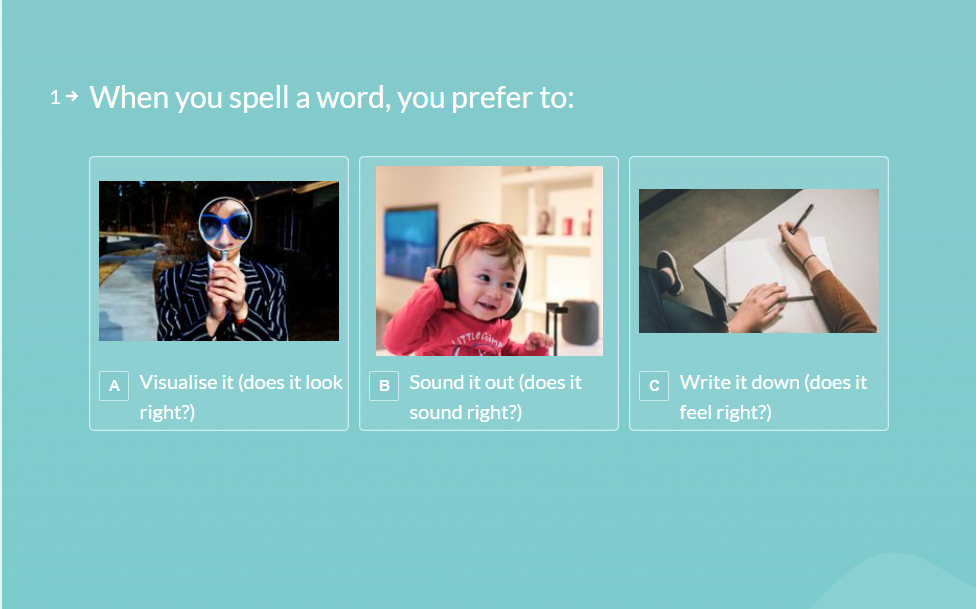 1 → When you spell a word, you prefer to:
A Visualise it (does it look
right?)
B Sound it out (does it
sound right?)
C Write it down (does it
feel right?)